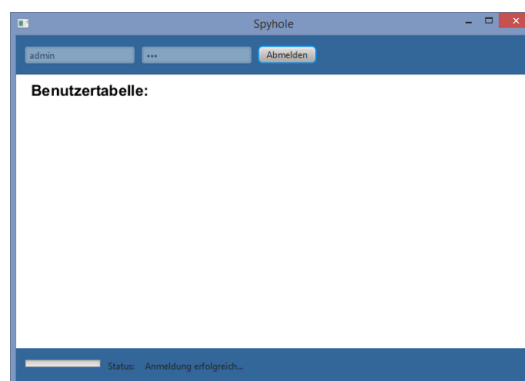 Spyhole
admin ••• Abmelden
Benutzertabelle:
Status: Anmeldung erfolgreich...